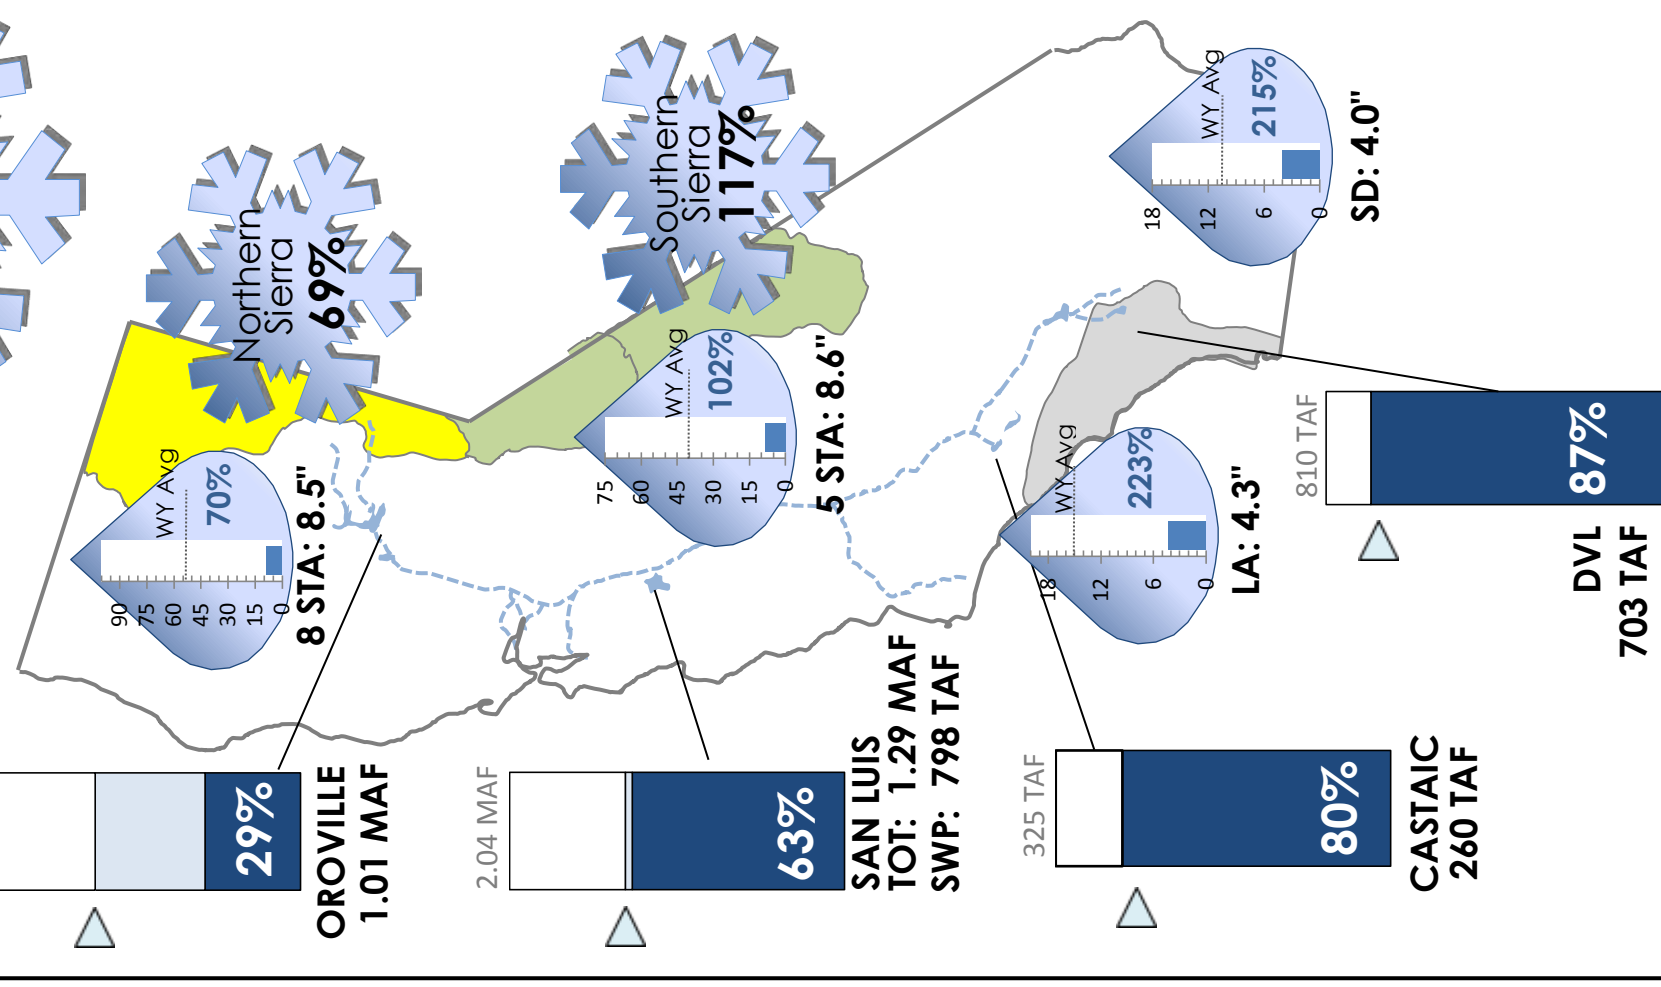 Northern
Sierra
69%
WY Avg
70%
90
75
60
45
30
15
0
8 STA: 8.5"
29%
OROVILLE
1.01 MAF
Southern
Sierra
117%
WY Avg
102%
75
60
45
30
15
0
5 STA: 8.6"
2.04 MAF
63%
SAN LUIS
TOT: 1.29 MAF
SWP: 798 TAF
WY Avg
215%
18
12
6
0
SD: 4.0"
WY Avg
223%
18
12
6
0
LA: 4.3"
325 TAF
80%
CASTAIC
260 TAF
810 TAF
87%
DVL
703 TAF